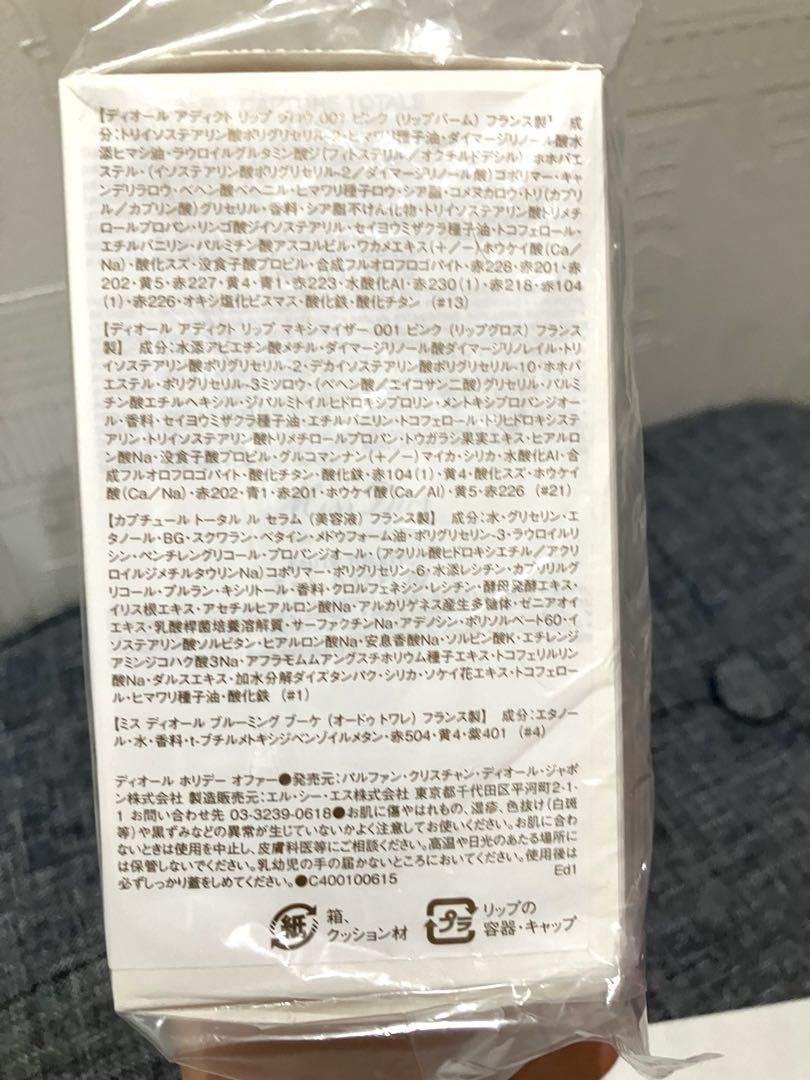 【ディオール アディクト リップ グロウ 001 ピンク (リップバーム) フランス製】 成
分:トリイソステアリン酸ポリグリセリル-2・ヒマワリ種子油・ダイマージリノール酸水
添ヒマシ油・ラウロイルグルタミン酸ジ(フィトステリル/オクチルドデシル)・ホホバエ
ステル・(イソステアリン酸ポリグリセリル-2/ダイマージリノール酸)コポリマー・キャ
ンデリラロウ・ベヘン酸ベヘニル・ヒマワリ種子ロウ・シア脂・コメヌカロウ・トリ(カプリ
ル/カプリン酸)グリセリル・香料・シア脂不けん化物・トリイソステアリン酸トリメチ
ロールプロパン・リンゴ酸ジイソステアリル・セイヨウミザクラ種子油・トコフェロール・
エチルバニリン・パルミチン酸アスコルビル・ワカメエキス(+/−)ホウケイ酸(Ca/
Na)・酸化スズ・没食子酸プロピル・合成フルオロフロゴパイト・赤228・赤201・赤
202・黄5・赤227・黄4・青1・赤223・水酸化Al・赤230(1)・赤218・赤104
(1)・赤226・オキシ塩化ビスマス・酸化鉄・酸化チタン (#13)
【ディオール アディクト リップ マキシマイザー 001 ピンク (リップグロス) フランス
製】 成分:水添アビエチン酸メチル・ダイマージリノール酸ダイマージリノレイル・トリ
イソステアリン酸ポリグリセリル-2・デカイソステアリン酸ポリグリセリル-10・ホホバ
エステル・ポリグリセリル-3ミツロウ・(ベヘン酸/エイコサン二酸)グリセリル・パルミ
チン酸エチルヘキシル・ジパルミトイルヒドロキシプロリン・メントキシプロパンジオー
ル・香料・セイヨウミザクラ種子油・エチルバニリン・トコフェロール・トリヒドロキシステ
アリン・トリイソステアリン酸トリメチロールプロパン・トウガラシ果実エキス・ヒアルロ
ン酸Na・没食子酸プロピル・グルコマンナン(+/−)マイカ・シリカ・水酸化Al・合
成フルオロフロゴパイト・酸化チタン・酸化鉄・赤104(1)・黄4・酸化スズ・ホウケイ
酸(Ca/Na)・赤202・青1・赤201・ホウケイ酸(Ca/Al)・黄5・赤226 (#21)
【カプチュール トータル ル セラム (美容液) フランス製】 成分:水・グリセリン・エ
タノール・BG・スクワラン・ベタイン・メドウフォーム油・ポリグリセリン-3・ラウロイルリ
シン・ペンチレングリコール・プロパンジオール・(アクリル酸ヒドロキシエチル/アクリ
ロイルジメチルタウリンNa)コポリマー・ポリグリセリン-6・水添レシチン・カプリリルグ
リコール・プルラン・キシリトール・香料・クロルフェネシン・レシチン・酵母発酵エキス・
イリス根エキス・アセチルヒアルロン酸Na・アルカリゲネス産生多糖体・ゼニアオイ
エキス・乳酸桿菌培養溶解質・サーファクチンNa・アデノシン・ポリソルベート60・イ
ソステアリン酸ソルビタン・ヒアルロン酸Na・安息香酸Na・ソルビン酸K・エチレンジ
アミンジコハク酸3Na・アフラモムムアングスチホリウム種子エキス・トコフェリルリン
酸Na・ダルスエキス・加水分解ダイズタンパク・シリカ・ソケイ花エキス・トコフェロー
ル・ヒマワリ種子油・酸化鉄 (#1)
【ミス ディオール ブルーミング ブーケ (オードゥ トワレ) フランス製】 成分:エタノー
ル・水・香料・t-ブチルメトキシジベンゾイルメタン・赤504・黄4・紫401 (#4)
ディオール ホリデー オファー●発売元:パルファン・クリスチャン・ディオール・ジャポ
ン株式会社 製造販売元:エル・シー・エス株式会社 東京都千代田区平河町2-1-
1 お問い合わせ先 03-3239-0618●お肌に傷やはれもの、湿疹、色抜け(白斑
等)や黒ずみなどの異常が生じていないかよく注意してお使いください。お肌に合わ
ないときは使用を中止し、皮膚科医等にご相談ください。高温や日光のあたる場所に
は保管しないでください。乳幼児の手の届かないところにおいてください。使用後は
必ずしっかり蓋をしめてください。●C400100615 Ed1
紙 箱、
クッション材
プラ リップの
容器・キャップ